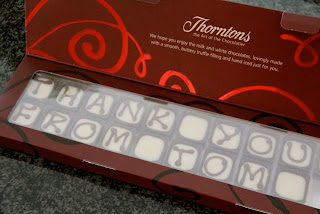 Thorntons
the Art of the Chocolatier
We hope you enjoy the milk and white chocolates, lovingly made
with a smooth, buttery truffle filling and hand iced just for you.
THANK YOU
FROM TOM